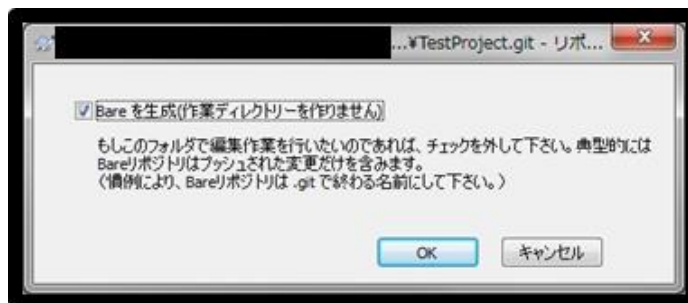 ...¥TestProject.git - リポ...
Bare を生成(作業ディレクトリーを作りません)
もしこのフォルダで編集作業を行いたいのであれば、チェックを外して下さい。典型的には
Bareリポジトリはプッシュされた変更だけを含みます。
(慣例により、Bareリポジトリは .git で終わる名前にして下さい。)
OK
キャンセル